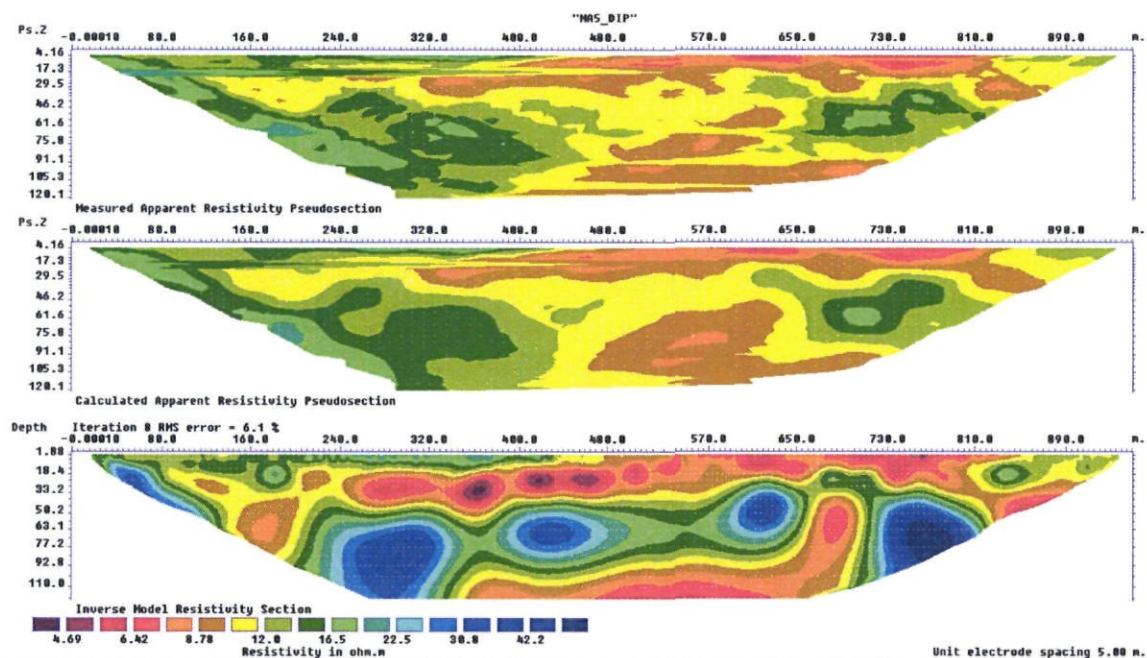 "MAS_DIP"
Ps.Z -0.00010 80.0 160.0 240.0 320.0 400.0 480.0 570.0 650.0 730.0 810.0 890.0 m.
4.16
17.3
29.5
46.2
61.6
75.8
91.1
105.3
120.1
Measured Apparent Resistivity Pseudosection
Ps.Z -0.00010 80.0 160.0 240.0 320.0 400.0 480.0 570.0 650.0 730.0 810.0 890.0 m.
4.16
17.3
29.5
46.2
61.6
75.8
91.1
105.3
120.1
Calculated Apparent Resistivity Pseudosection
Depth Iteration 8 RMS error = 6.1 %
-0.00010 80.0 160.0 240.0 320.0 400.0 480.0 570.0 650.0 730.0 810.0 890.0 m.
1.88
18.4
33.2
50.2
63.1
77.2
92.8
110.0
Inverse Model Resistivity Section
4.69 6.42 8.78 12.0 16.5 22.5 30.8 42.2
Resistivity in ohm.m
Unit electrode spacing 5.00 m.